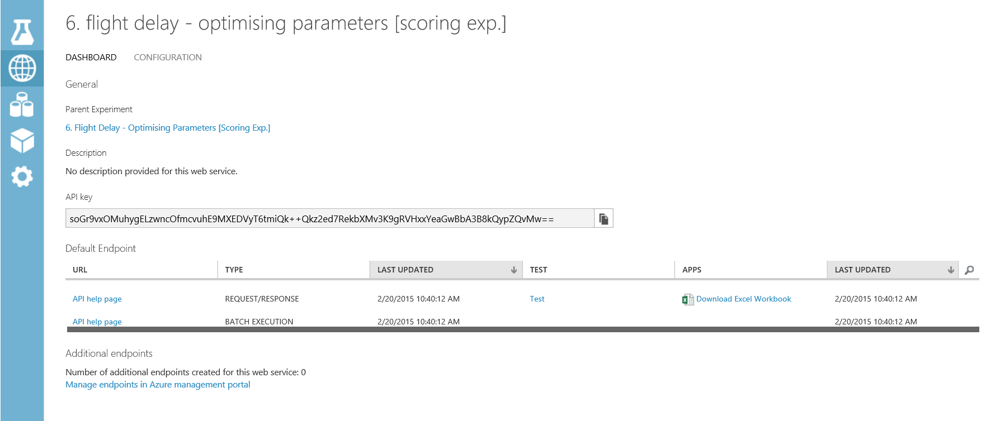 6. flight delay - optimising parameters [scoring exp.]
DASHBOARD CONFIGURATION
General
Parent Experiment
6. Flight Delay - Optimising Parameters [Scoring Exp.]
Description
No description provided for this web service.
API key
soGr9vxOMuhygELzwncOfmcvuhE9MXEDVyT6tmiQk++Qkz2ed7RekbXMv3K9gRVHxxYeaGwBbA3B8kQypZQvMw==
Default Endpoint
URL TYPE LAST UPDATED TEST APPS LAST UPDATED
API help page REQUEST/RESPONSE 2/20/2015 10:40:12 AM Test Download Excel Workbook 2/20/2015 10:40:12 AM
API help page BATCH EXECUTION 2/20/2015 10:40:12 AM 2/20/2015 10:40:12 AM
Additional endpoints
Number of additional endpoints created for this web service: 0
Manage endpoints in Azure management portal